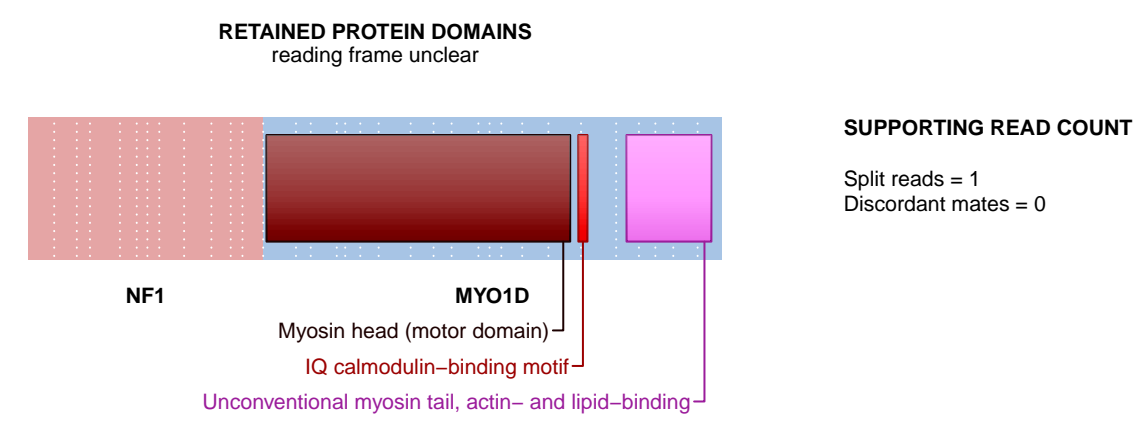 RETAINED PROTEIN DOMAINS
reading frame unclear
SUPPORTING READ COUNT
Split reads = 1
Discordant mates = 0
NF1
MYO1D
Myosin head (motor domain)
IQ calmodulin−binding motif
Unconventional myosin tail, actin− and lipid−binding